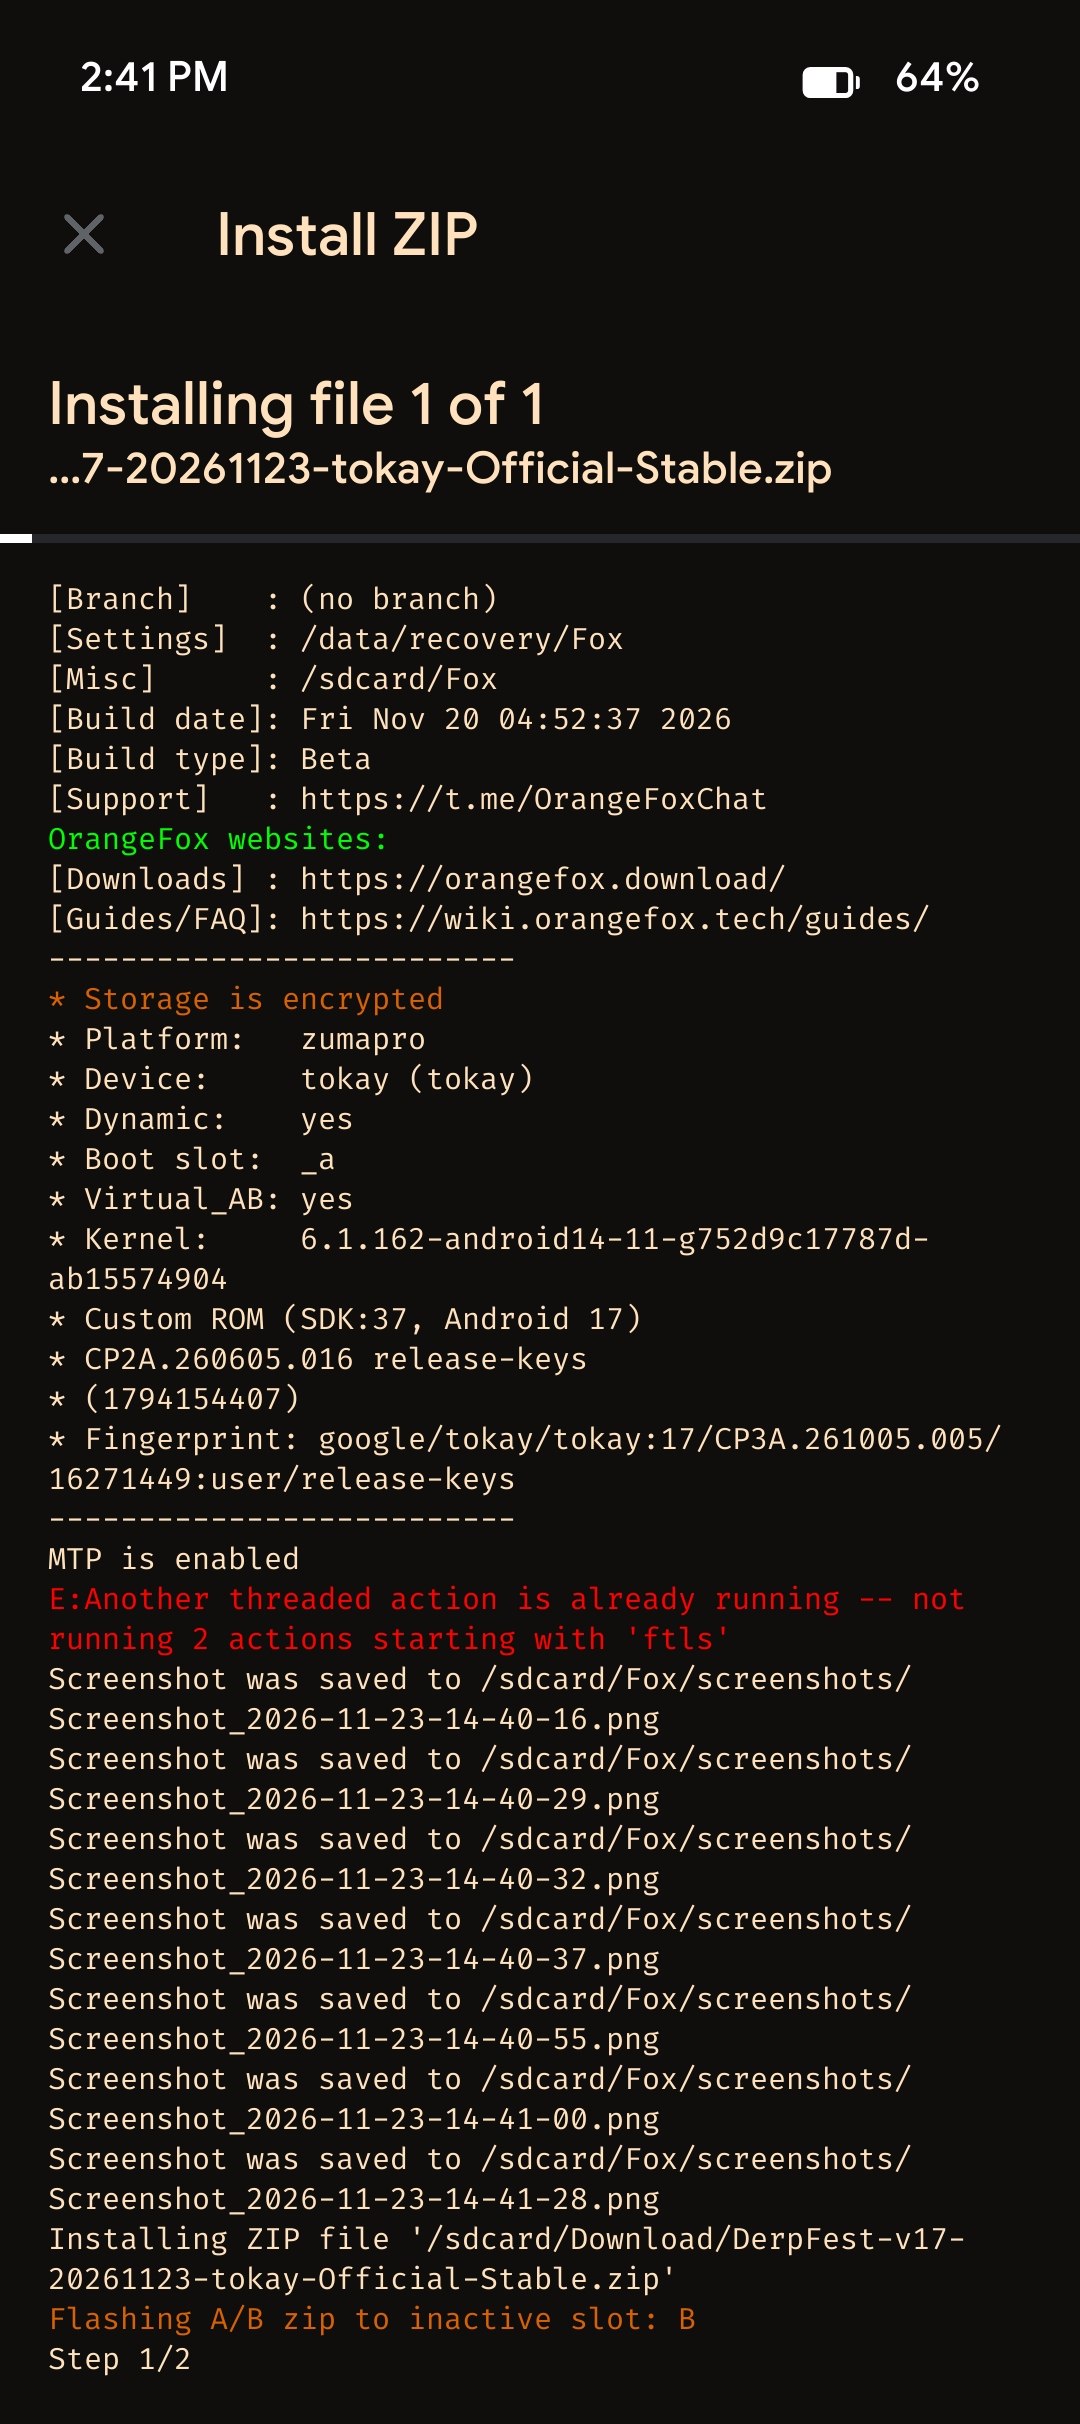 2:41 PM 64%
Install ZIP
Installing file 1 of 1
...7-20261123-tokay-Official-Stable.zip
[Branch]    : (no branch)
[Settings]  : /data/recovery/Fox
[Misc]      : /sdcard/Fox
[Build date]: Fri Nov 20 04:52:37 2026
[Build type]: Beta
[Support]   : https://t.me/OrangeFoxChat
OrangeFox websites:
[Downloads] : https://orangefox.download/
[Guides/FAQ]: https://wiki.orangefox.tech/guides/
--------------------------
* Storage is encrypted
* Platform:   zumapro
* Device:     tokay (tokay)
* Dynamic:    yes
* Boot slot:  _a
* Virtual_AB: yes
* Kernel:     6.1.162-android14-11-g752d9c17787d-
ab15574904
* Custom ROM (SDK:37, Android 17)
* CP2A.260605.016 release-keys
* (1794154407)
* Fingerprint: google/tokay/tokay:17/CP3A.261005.005/
16271449:user/release-keys
--------------------------
MTP is enabled
E:Another threaded action is already running -- not
running 2 actions starting with 'ftls'
Screenshot was saved to /sdcard/Fox/screenshots/
Screenshot_2026-11-23-14-40-16.png
Screenshot was saved to /sdcard/Fox/screenshots/
Screenshot_2026-11-23-14-40-29.png
Screenshot was saved to /sdcard/Fox/screenshots/
Screenshot_2026-11-23-14-40-32.png
Screenshot was saved to /sdcard/Fox/screenshots/
Screenshot_2026-11-23-14-40-37.png
Screenshot was saved to /sdcard/Fox/screenshots/
Screenshot_2026-11-23-14-40-55.png
Screenshot was saved to /sdcard/Fox/screenshots/
Screenshot_2026-11-23-14-41-00.png
Screenshot was saved to /sdcard/Fox/screenshots/
Screenshot_2026-11-23-14-41-28.png
Installing ZIP file '/sdcard/Download/DerpFest-v17-
20261123-tokay-Official-Stable.zip'
Flashing A/B zip to inactive slot: B
Step 1/2